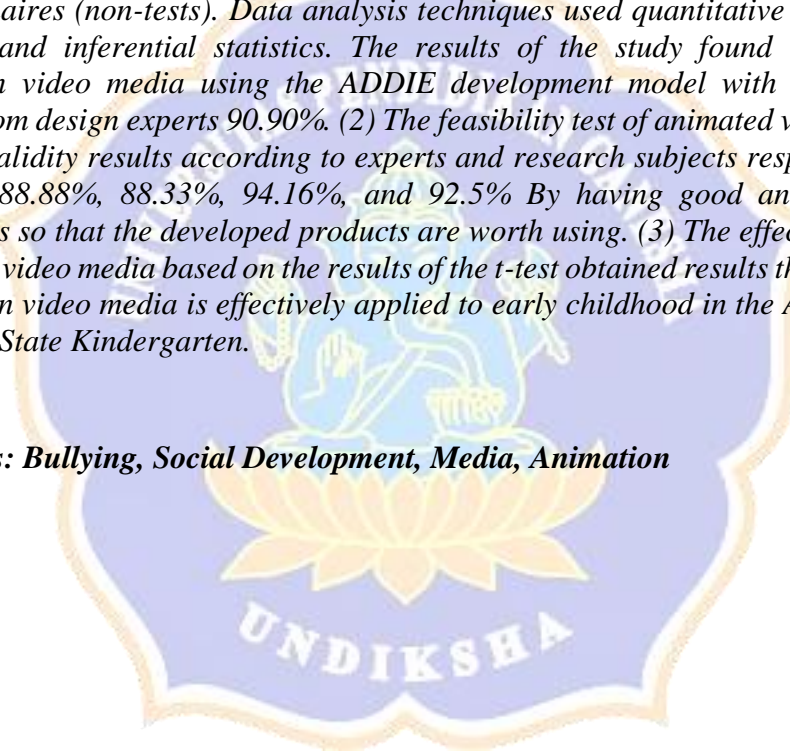 aires (non-tests). Data analysis techniques used quantitative
and inferential statistics. The results of the study found
n video media using the ADDIE development model with
om design experts 90.90%. (2) The feasibility test of animated v
alidity results according to experts and research subjects resp
88.88%, 88.33%, 94.16%, and 92.5% By having good an
s so that the developed products are worth using. (3) The effec
video media based on the results of the t-test obtained results th
n video media is effectively applied to early childhood in the A
State Kindergarten.
s: Bullying, Social Development, Media, Animation
UNIVERSITAS PENDIDIKAN GANESHA
UNDIKSHA